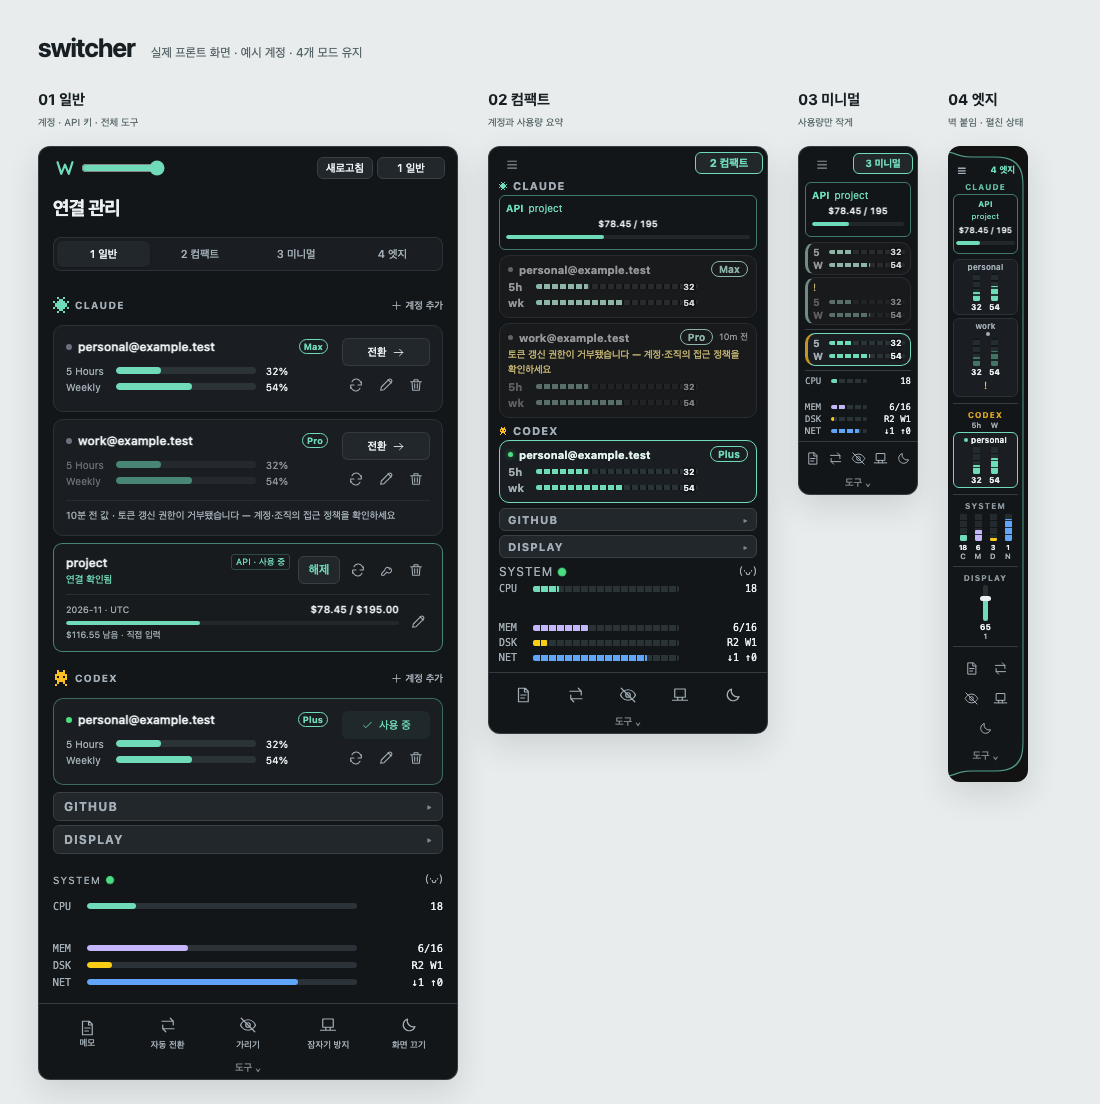 switcher 실제 프론트 화면 · 예시 계정 · 4개 모드 유지
01 일반
계정 · API 키 · 전체 도구
W 새로고침 1 일반
연결 관리
1 일반 2 컴팩트 3 미니멀 4 엣지
CLAUDE + 계정 추가
personal@example.test Max 전환 →
5 Hours 32%
Weekly 54%
work@example.test Pro 전환 →
5 Hours 32%
Weekly 54%
10분 전 값 · 토큰 갱신 권한이 거부됐습니다 — 계정·조직의 접근 정책을 확인하세요
project API · 사용 중 해제
연결 확인됨
2026-11 · UTC $78.45 / $195.00
$116.55 남음 · 직접 입력
CODEX + 계정 추가
personal@example.test Plus ✓ 사용 중
5 Hours 32%
Weekly 54%
GITHUB ▸
DISPLAY ▸
SYSTEM
CPU 18
MEM 6/16
DSK R2 W1
NET ↓1 ↑0
메모 자동 전환 가리기 잠자기 방지 화면 끄기
도구 ⌄
02 컴팩트
계정과 사용량 요약
2 컴팩트
CLAUDE
API project
$78.45 / 195
personal@example.test Max
5h 32
wk 54
work@example.test Pro 10m 전
토큰 갱신 권한이 거부됐습니다 — 계정·조직의 접근 정책을
확인하세요
5h 32
wk 54
CODEX
personal@example.test Plus
5h 32
wk 54
GITHUB ▸
DISPLAY ▸
SYSTEM
CPU 18
MEM 6/16
DSK R2 W1
NET ↓1 ↑0
도구 ⌄
03 미니멀
사용량만 작게
3 미니멀
API project
$78.45 / 195
5 32
W 54
!
5 32
W 54
5 32
W 54
CPU 18
MEM 6/16
DSK R2 W1
NET ↓1 ↑0
도구 ⌄
04 엣지
벽 붙임 · 펼친 상태
4 엣지
CLAUDE
API
project
$78.45 / 195
personal
32 54
work
32 54
!
CODEX
5h W
personal
32 54
SYSTEM
18 6 3 1
C M D N
DISPLAY
65
1
도구 ⌄